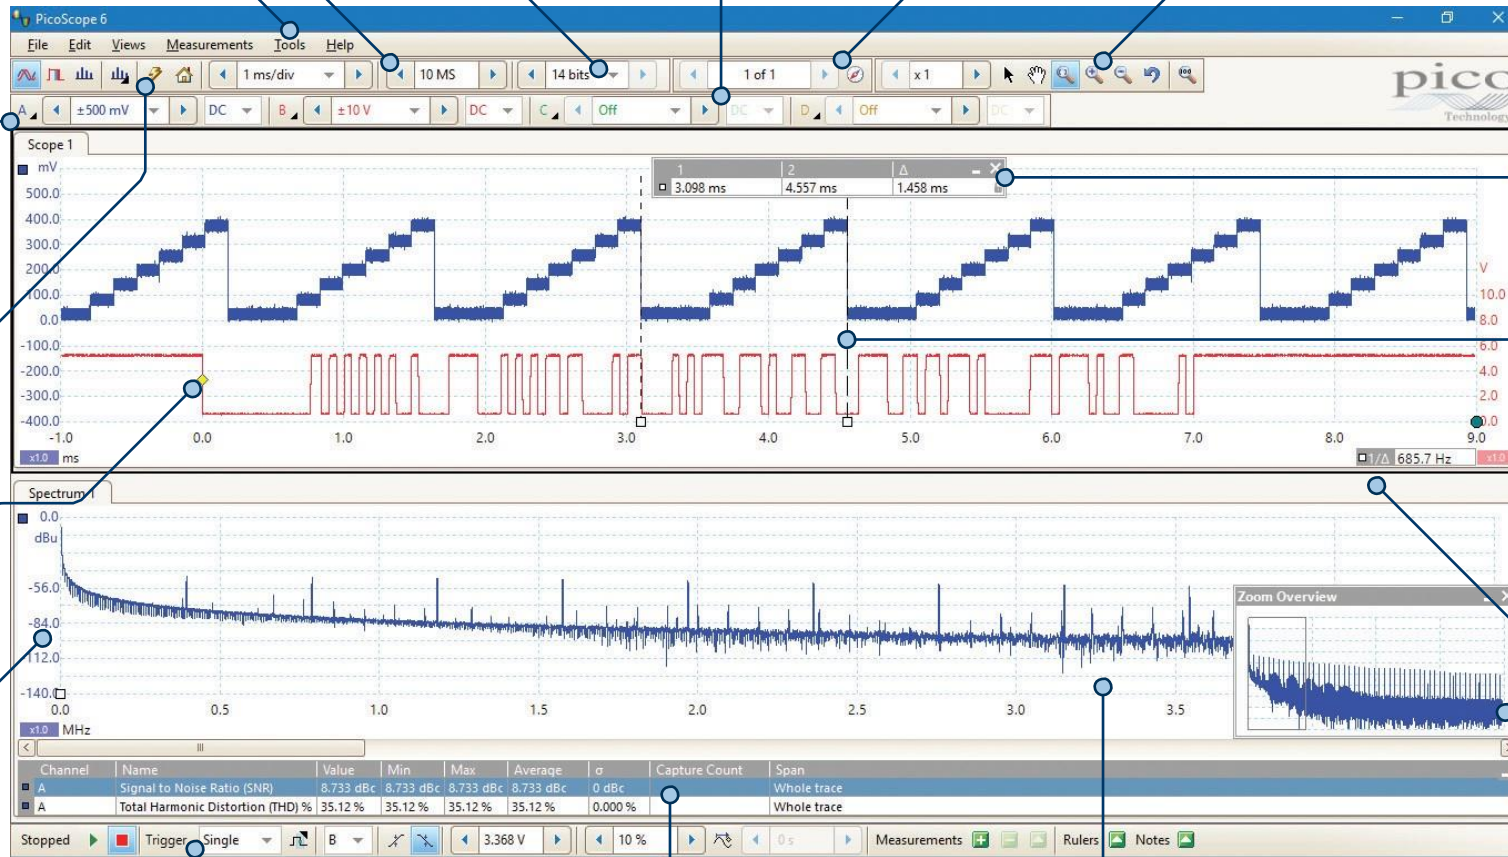 PicoScope 6
File Edit Views Measurements Tools Help
1 ms/div 10 MS 14 bits 1 of 1 x 1
pico
Technology
A ±500 mV DC B ±10 V DC C Off DC D Off DC
Scope 1
mV
1 2 Δ
3.098 ms 4.557 ms 1.458 ms
500.0
400.0
300.0
200.0
V
100.0 10.0
0.0 8.0
-100.0 6.0
-200.0 4.0
-300.0 2.0
-400.0 0.0
-1.0 0.0 1.0 2.0 3.0 4.0 5.0 6.0 7.0 8.0 9.0
x1.0 ms 1/Δ 685.7 Hz x1.0
Spectrum 1
0.0
dBu
-56.0
Zoom Overview
-84.0
-112.0
-140.0
0.0 0.5 1.0 1.5 2.0 2.5 3.0 3.5
x1.0 MHz
Channel Name Value Min Max Average σ Capture Count Span
A Signal to Noise Ratio (SNR) 8.733 dBc 8.733 dBc 8.733 dBc 8.733 dBc 0 dBc Whole trace
A Total Harmonic Distortion (THD) % 35.12 % 35.12 % 35.12 % 35.12 % 0.000 % Whole trace
Stopped Trigger Single B 3.368 V 10 % 0 s Measurements Rulers Notes